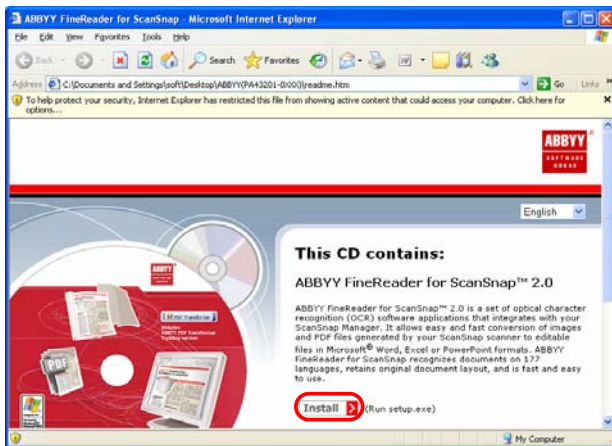 ABBYY FineReader for ScanSnap - Microsoft Internet Explorer
File Edit View Favorites Tools Help
Back Search Favorites
Address C:\Documents and Settings\soft\Desktop\ABBYY(PA43201-0XXX)\readme.htm Go Links »
To help protect your security, Internet Explorer has restricted this file from showing active content that could access your computer. Click here for
options...
ABBYY
SOFTWARE
HOUSE
English
This CD contains:
ABBYY FineReader for ScanSnap™ 2.0
ABBYY FineReader for ScanSnap™ 2.0 is a set of optical character
recognition (OCR) software applications that integrates with your
ScanSnap Manager. It allows easy and fast conversion of images
and PDF files generated by your ScanSnap scanner to editable
files in Microsoft® Word, Excel or PowerPoint formats. ABBYY
FineReader for ScanSnap recognizes documents on 177
languages, retains original document layout, and is fast and easy
to use.
Install (Run setup.exe)
ABBYY
PDF Transformer
PDF
My Computer